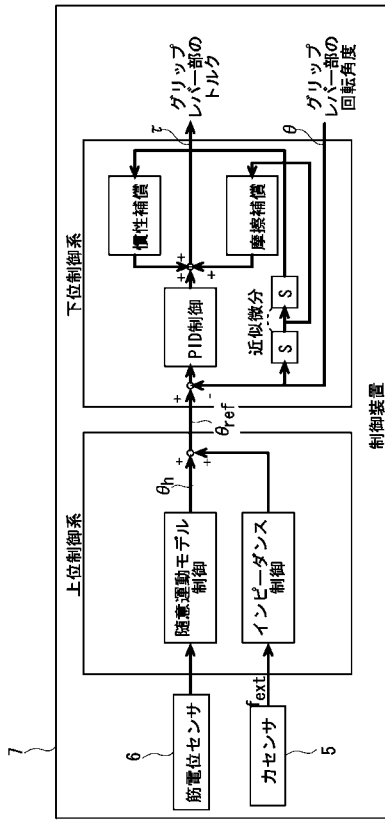 7
上位制御系
下位制御系
筋電位センサ
6
随意運動モデル
制御
θh
+
+
θref
+
-
PID制御
慣性補償
+
+
+
τ
グリップ
レバー部の
トルク
力センサ
5
fext
インピーダンス
制御
近似微分
S
S
摩擦補償
θ
グリップ
レバー部の
回転角度
制御装置